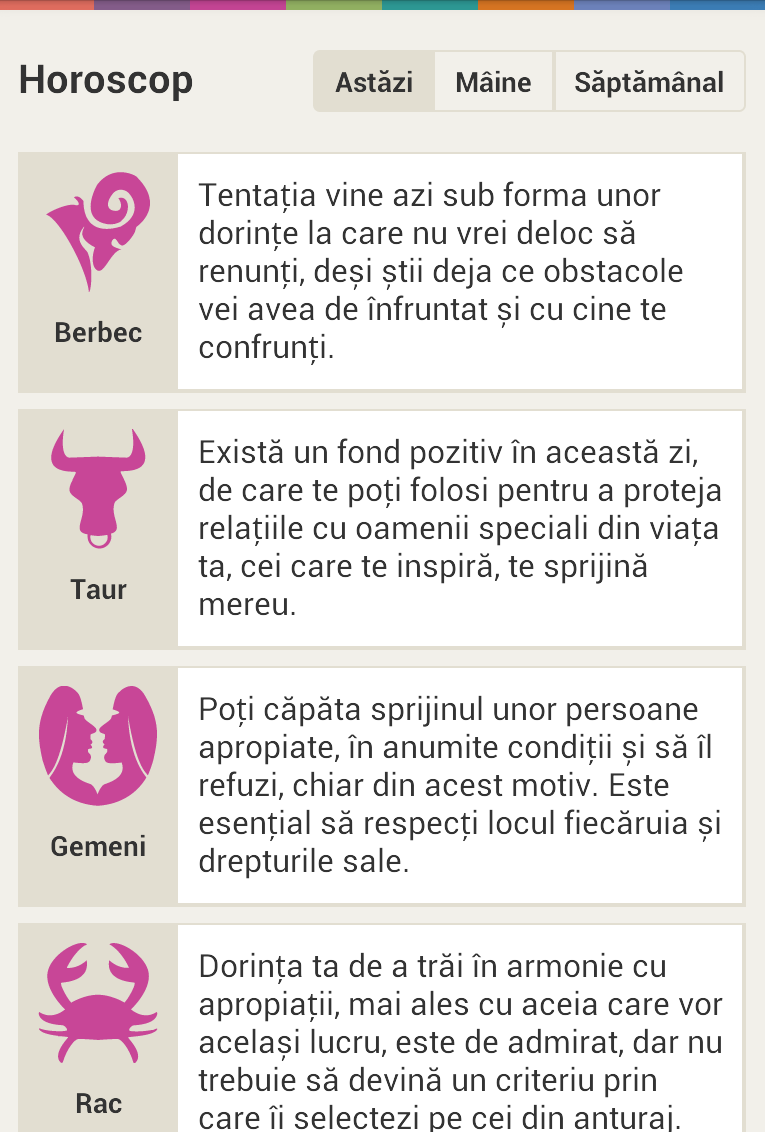 Horoscop
Astăzi
Mâine
Săptămânal
Tentația vine azi sub forma unor
dorințe la care nu vrei deloc să
renunți, deși știi deja ce obstacole
vei avea de înfruntat și cu cine te
confrunți.
Berbec
Există un fond pozitiv în această zi,
de care te poți folosi pentru a proteja
relațiile cu oamenii speciali din viața
ta, cei care te inspiră, te sprijină
mereu.
Taur
Poți căpăta sprijinul unor persoane
apropiate, în anumite condiții și să îl
refuzi, chiar din acest motiv. Este
esențial să respecți locul fiecăruia și
drepturile sale.
Gemeni
Dorința ta de a trăi în armonie cu
apropiații, mai ales cu aceia care vor
același lucru, este de admirat, dar nu
trebuie să devină un criteriu prin
care îi selectezi pe cei din anturaj.
Rac